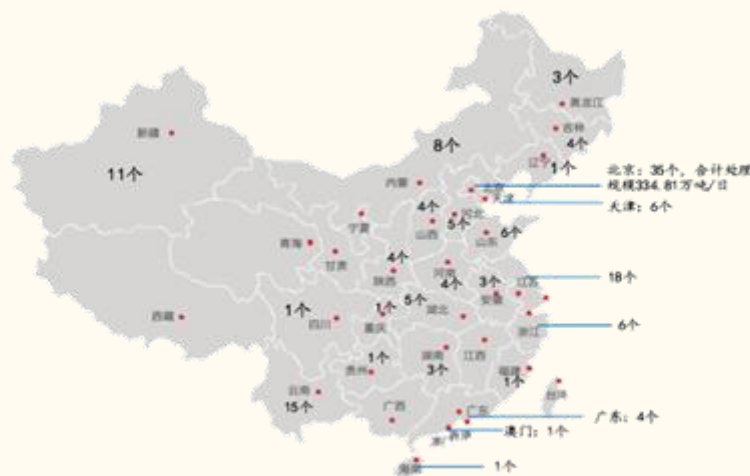 3个
黑龙江
吉林
4个
辽宁
1个
新疆
11个
8个
内蒙
北京：35个，合计处理
规模334.81万吨/日
天津
天津：6个
宁夏
4个
山西
5个
河北
6个
山东
青海
甘肃
4个
陕西
河南
4个
3个
安徽
江苏
18个
西藏
1个
四川
1个
重庆
5个
湖北
浙江
6个
1个
贵州
湖南
3个
江西
福建
1个
台湾
云南
15个
广西
广东
广东：4个
澳门：1个
海南
1个